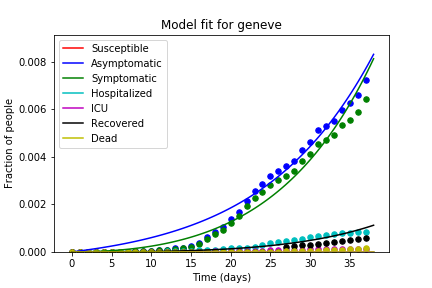 Model fit for geneve
Fraction of people
0.008
0.006
0.004
0.002
0.000
Susceptible
Asymptomatic
Symptomatic
Hospitalized
ICU
Recovered
Dead
0 5 10 15 20 25 30 35
Time (days)